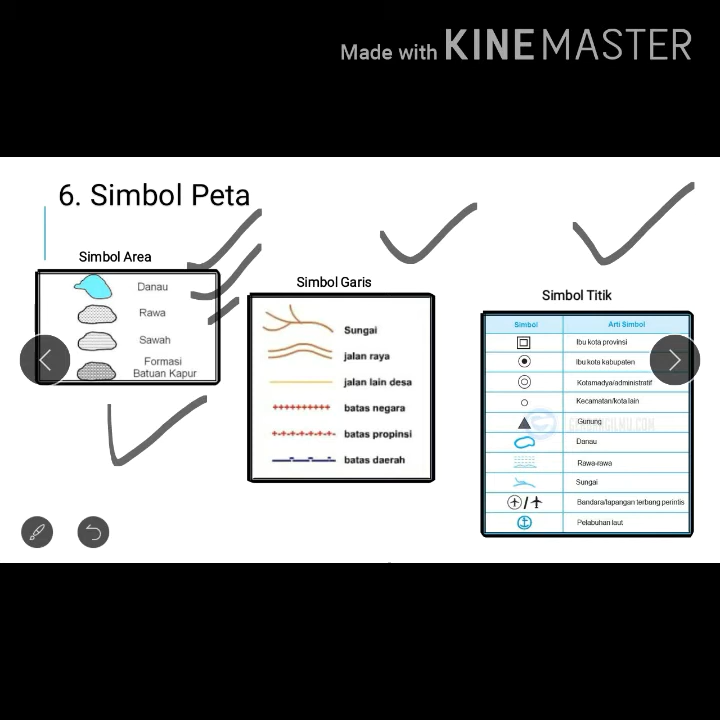 Made with KINEMASTER
6. Simbol Peta
Simbol Area
Danau
Rawa
Sawah
Formasi
Batuan Kapur
Simbol Garis
Sungai
jalan raya
jalan lain desa
batas negara
batas propinsi
batas daerah
Simbol Titik
Simbol Arti Simbol
Ibu kota provinsi
Ibu kota kabupaten
Kotamadya/administratif
Kecamatan/kota lain
Gunung
Danau
Rawa-rawa
Sungai
Bandara/lapangan terbang perintis
Pelabuhan laut